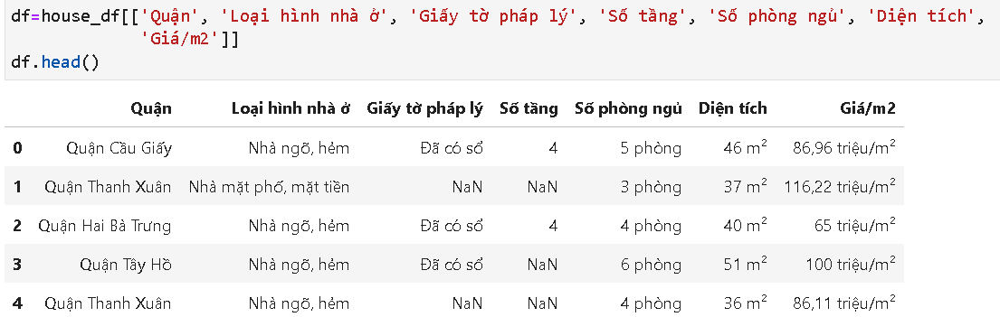 df=house_df[['Quận', 'Loại hình nhà ở', 'Giấy tờ pháp lý', 'Số tầng', 'Số phòng ngủ', 'Diện tích',
'Giá/m2']]
df.head()
Quận Loại hình nhà ở Giấy tờ pháp lý Số tầng Số phòng ngủ Diện tích Giá/m2
0 Quận Cầu Giấy Nhà ngõ, hẻm Đã có sổ 4 5 phòng 46 m² 86,96 triệu/m²
1 Quận Thanh Xuân Nhà mặt phố, mặt tiền NaN NaN 3 phòng 37 m² 116,22 triệu/m²
2 Quận Hai Bà Trưng Nhà ngõ, hẻm Đã có sổ 4 4 phòng 40 m² 65 triệu/m²
3 Quận Tây Hồ Nhà ngõ, hẻm Đã có sổ NaN 6 phòng 51 m² 100 triệu/m²
4 Quận Thanh Xuân Nhà ngõ, hẻm NaN NaN 4 phòng 36 m² 86,11 triệu/m²